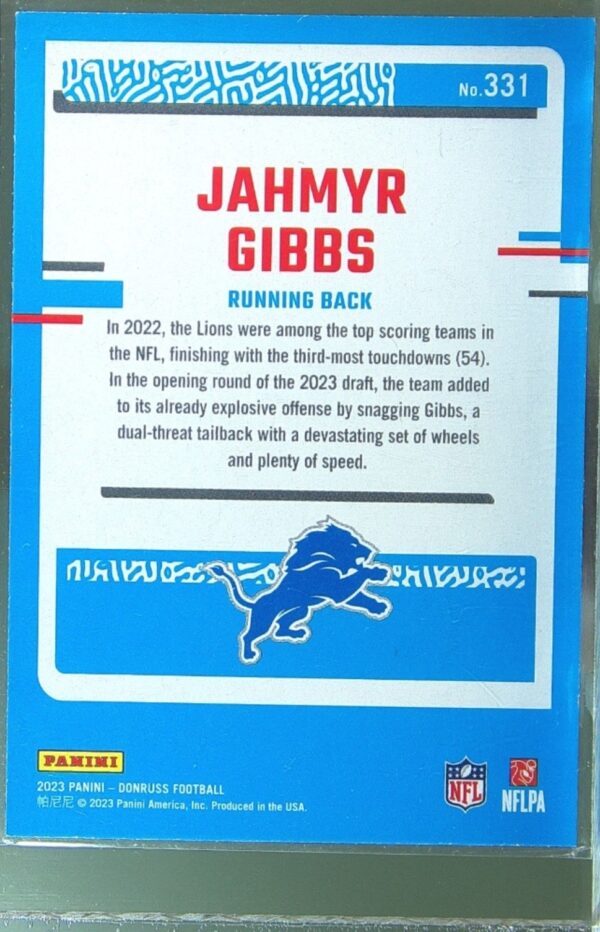 No.331
JAHMYR
GIBBS
RUNNING BACK
In 2022, the Lions were among the top scoring teams in
the NFL, finishing with the third-most touchdowns (54).
In the opening round of the 2023 draft, the team added
to its already explosive offense by snagging Gibbs, a
dual-threat tailback with a devastating set of wheels
and plenty of speed.
PANINI
2023 PANINI – DONRUSS FOOTBALL
帕尼尼 © 2023 Panini America, Inc. Produced in the USA.
NFL
NFLPA